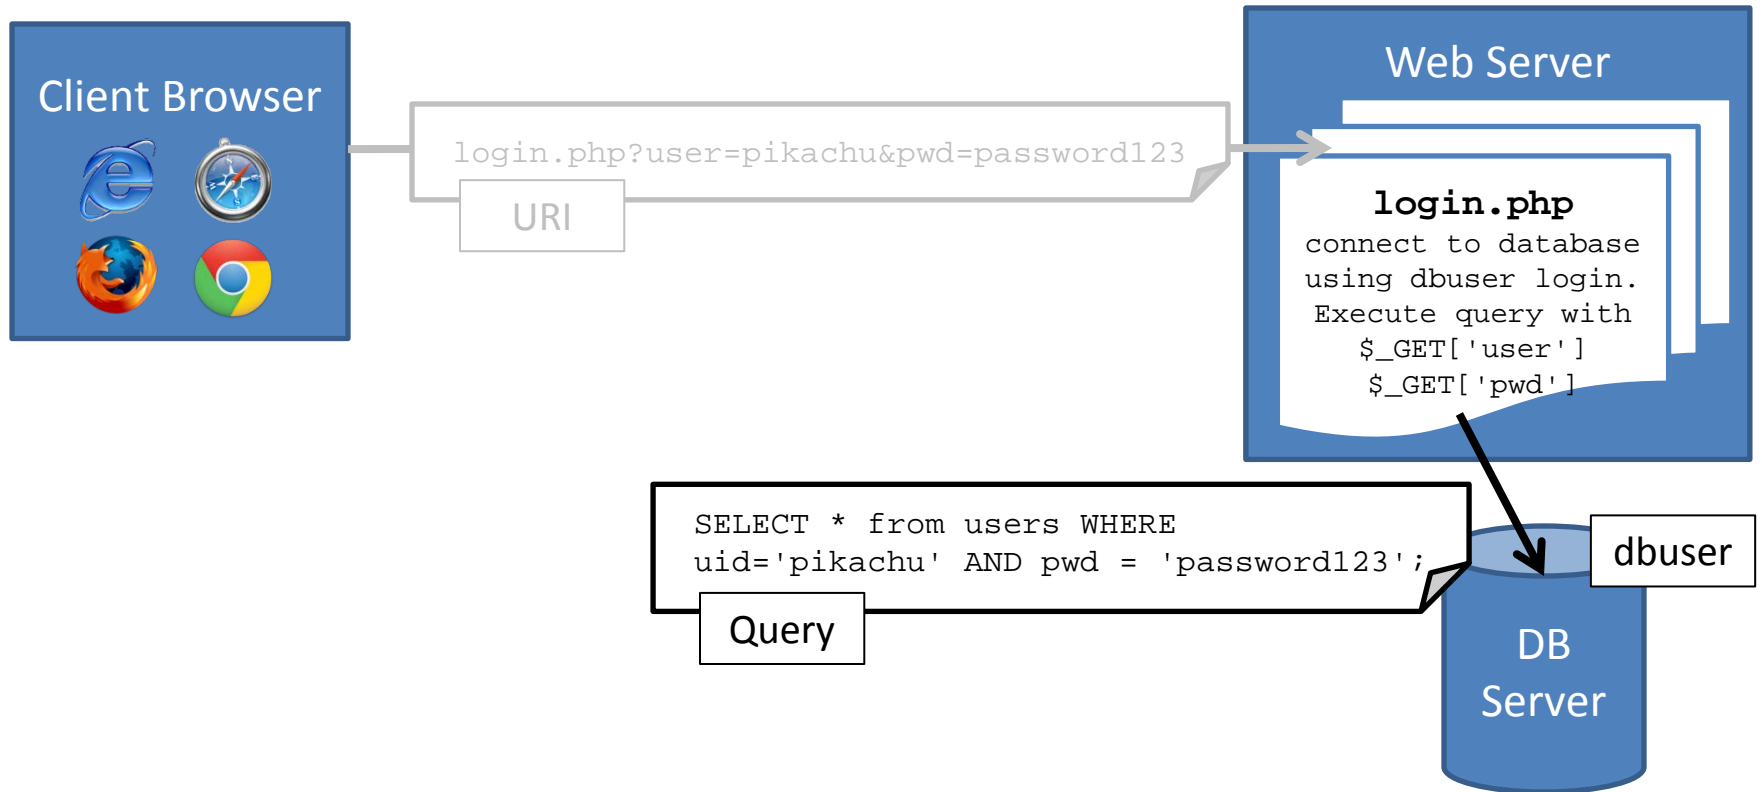 Client Browser
login.php?user=pikachu&pwd=password123
URI
Web Server
login.php
connect to database
using dbuser login.
Execute query with
$_GET['user']
$_GET['pwd']
SELECT * from users WHERE
uid='pikachu' AND pwd = 'password123';
Query
dbuser
DB
Server